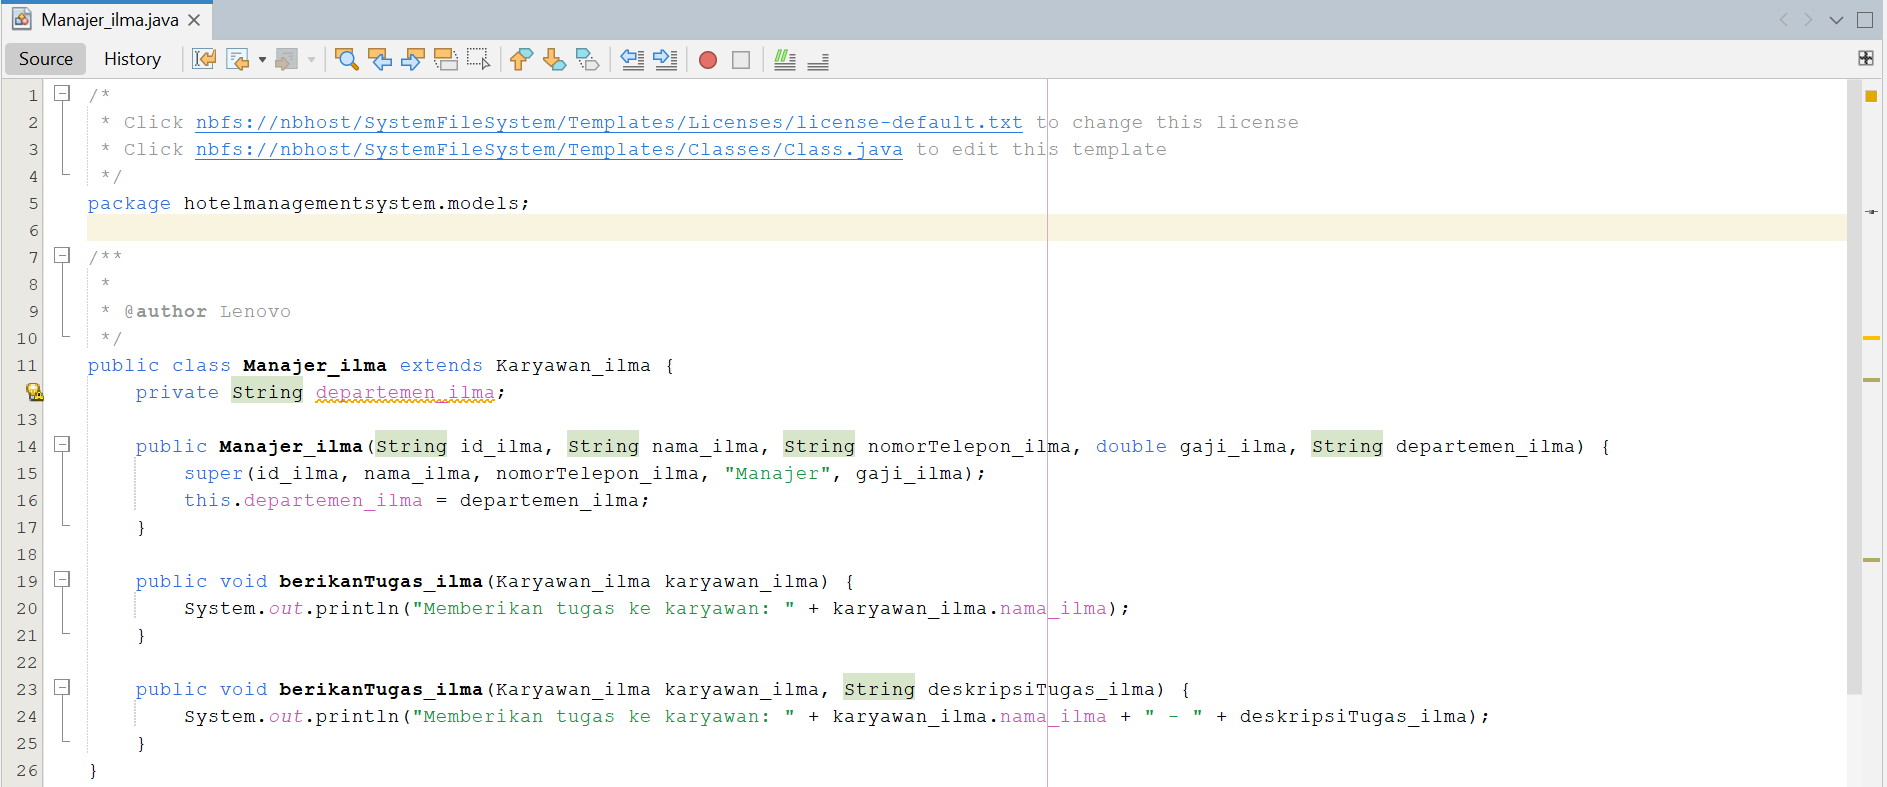 Manajer_ilma.java
Source History
1 /*
2 * Click nbfs://nbhost/SystemFileSystem/Templates/Licenses/license-default.txt to change this license
3 * Click nbfs://nbhost/SystemFileSystem/Templates/Classes/Class.java to edit this template
4 */
5 package hotelmanagementsystem.models;
6
7 /**
8 *
9 * @author Lenovo
10 */
11 public class Manajer_ilma extends Karyawan_ilma {
private String departemen_ilma;
13
14 public Manajer_ilma(String id_ilma, String nama_ilma, String nomorTelepon_ilma, double gaji_ilma, String departemen_ilma) {
15 super(id_ilma, nama_ilma, nomorTelepon_ilma, "Manajer", gaji_ilma);
16 this.departemen_ilma = departemen_ilma;
17 }
18
19 public void berikanTugas_ilma(Karyawan_ilma karyawan_ilma) {
20 System.out.println("Memberikan tugas ke karyawan: " + karyawan_ilma.nama_ilma);
21 }
22
23 public void berikanTugas_ilma(Karyawan_ilma karyawan_ilma, String deskripsiTugas_ilma) {
24 System.out.println("Memberikan tugas ke karyawan: " + karyawan_ilma.nama_ilma + " - " + deskripsiTugas_ilma);
25 }
26 }